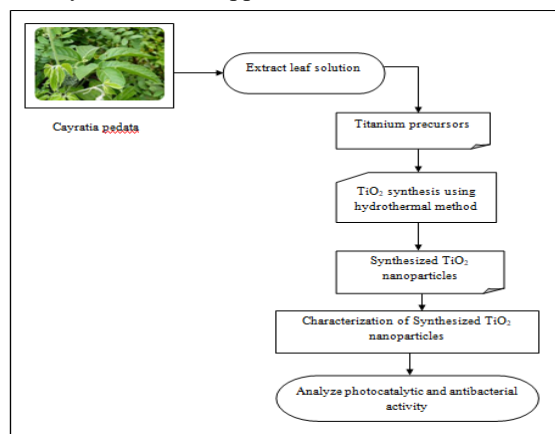 Extract leaf solution
Cayratia pedata
Titanium precursors
TiO₂ synthesis using
hydrothermal method
Synthesized TiO₂
nanoparticles
Characterization of Synthesized TiO₂
nanoparticles
Analyze photocatalytic and antibacterial
activity